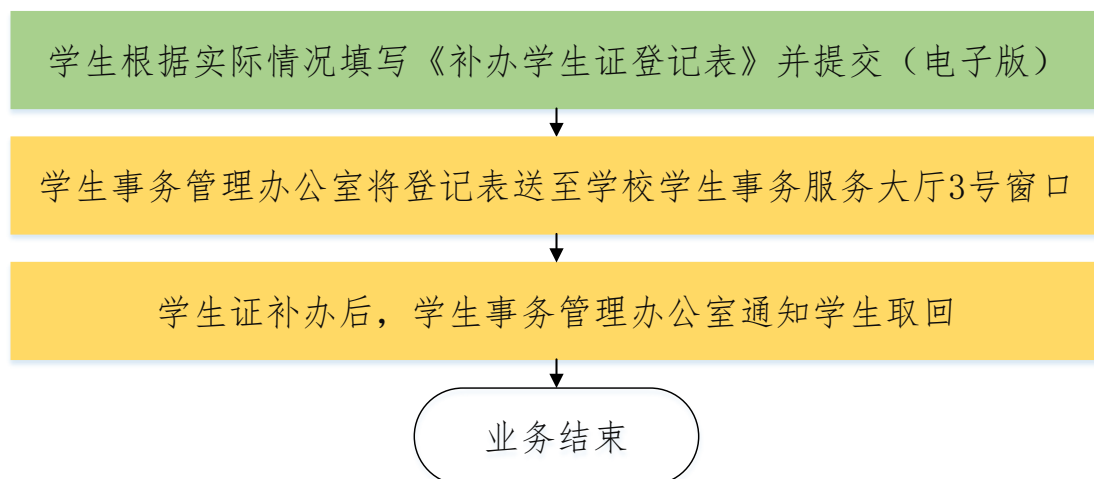 学生根据实际情况填写《补办学生证登记表》并提交（电子版）
学生事务管理办公室将登记表送至学校学生事务服务大厅3号窗口
学生证补办后，学生事务管理办公室通知学生取回
业务结束